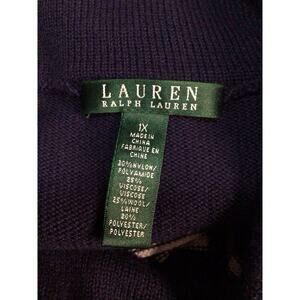 LAUREN
RALPH LAUREN
1X
MADE IN
CHINA
FABRIQUE EN
CHINE
30% NYLON/
POLYAMIDE
25%
VISCOSE/
VISCOSE
25% WOOL/
LAINE
20%
POLYESTER/
POLYESTER